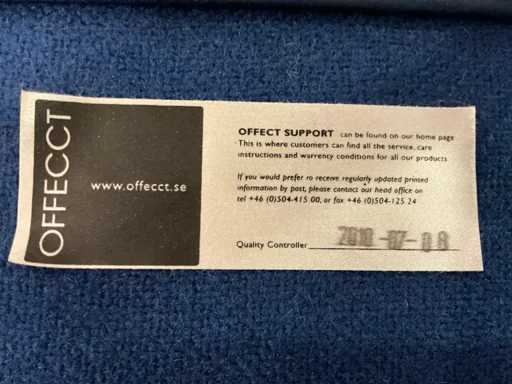 OFFECCT
www.offecct.se
OFFECT SUPPORT can be found on our home page
This is where customers can find all the service, care
instructions and warrenty conditions for all our products
If you would prefer ro receive regularly updated printed
information by post, please contact our head office on
tel +46 (0)504-415 00, or fax +46 (0)504-125 24
Quality Controller 2010-07-08